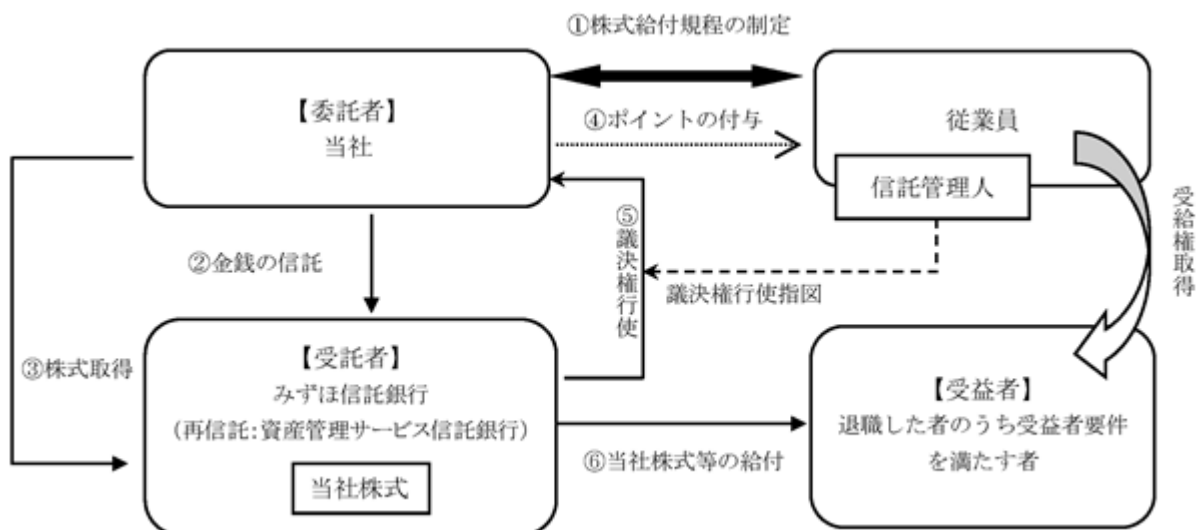 ①株式給付規程の制定
【委託者】
当社
④ポイントの付与
従業員
信託管理人
②金銭の信託
⑤議決権行使
議決権行使指図
受給権取得
③株式取得
【受託者】
みずほ信託銀行
(再信託:資産管理サービス信託銀行)
当社株式
⑥当社株式等の給付
【受益者】
退職した者のうち受益者要件
を満たす者